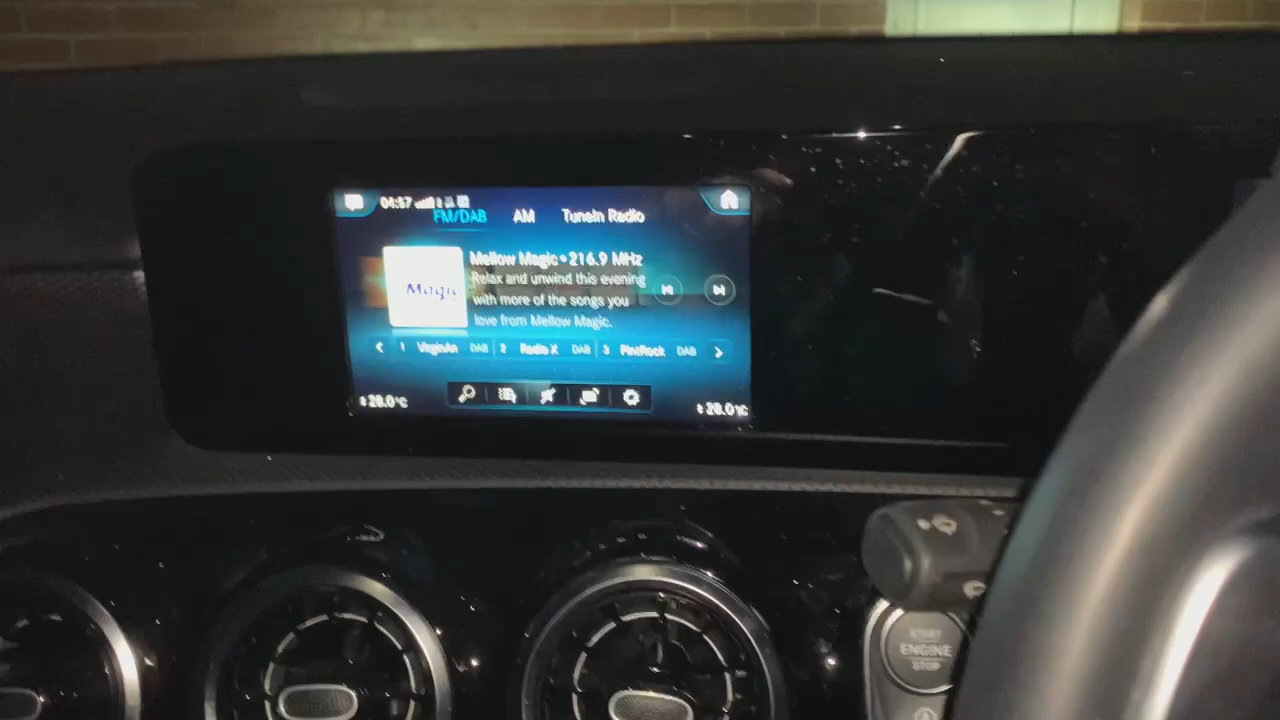 04:57
FM/DAB AM TuneIn Radio
Mellow Magic • 216.9 MHz
Relax and unwind this evening
with more of the songs you
love from Mellow Magic.
Magic
1 VirginAn DAB 2 Radio X DAB 3 PlntRock DAB
28.0°C 28.0°C
START
ENGINE
STOP